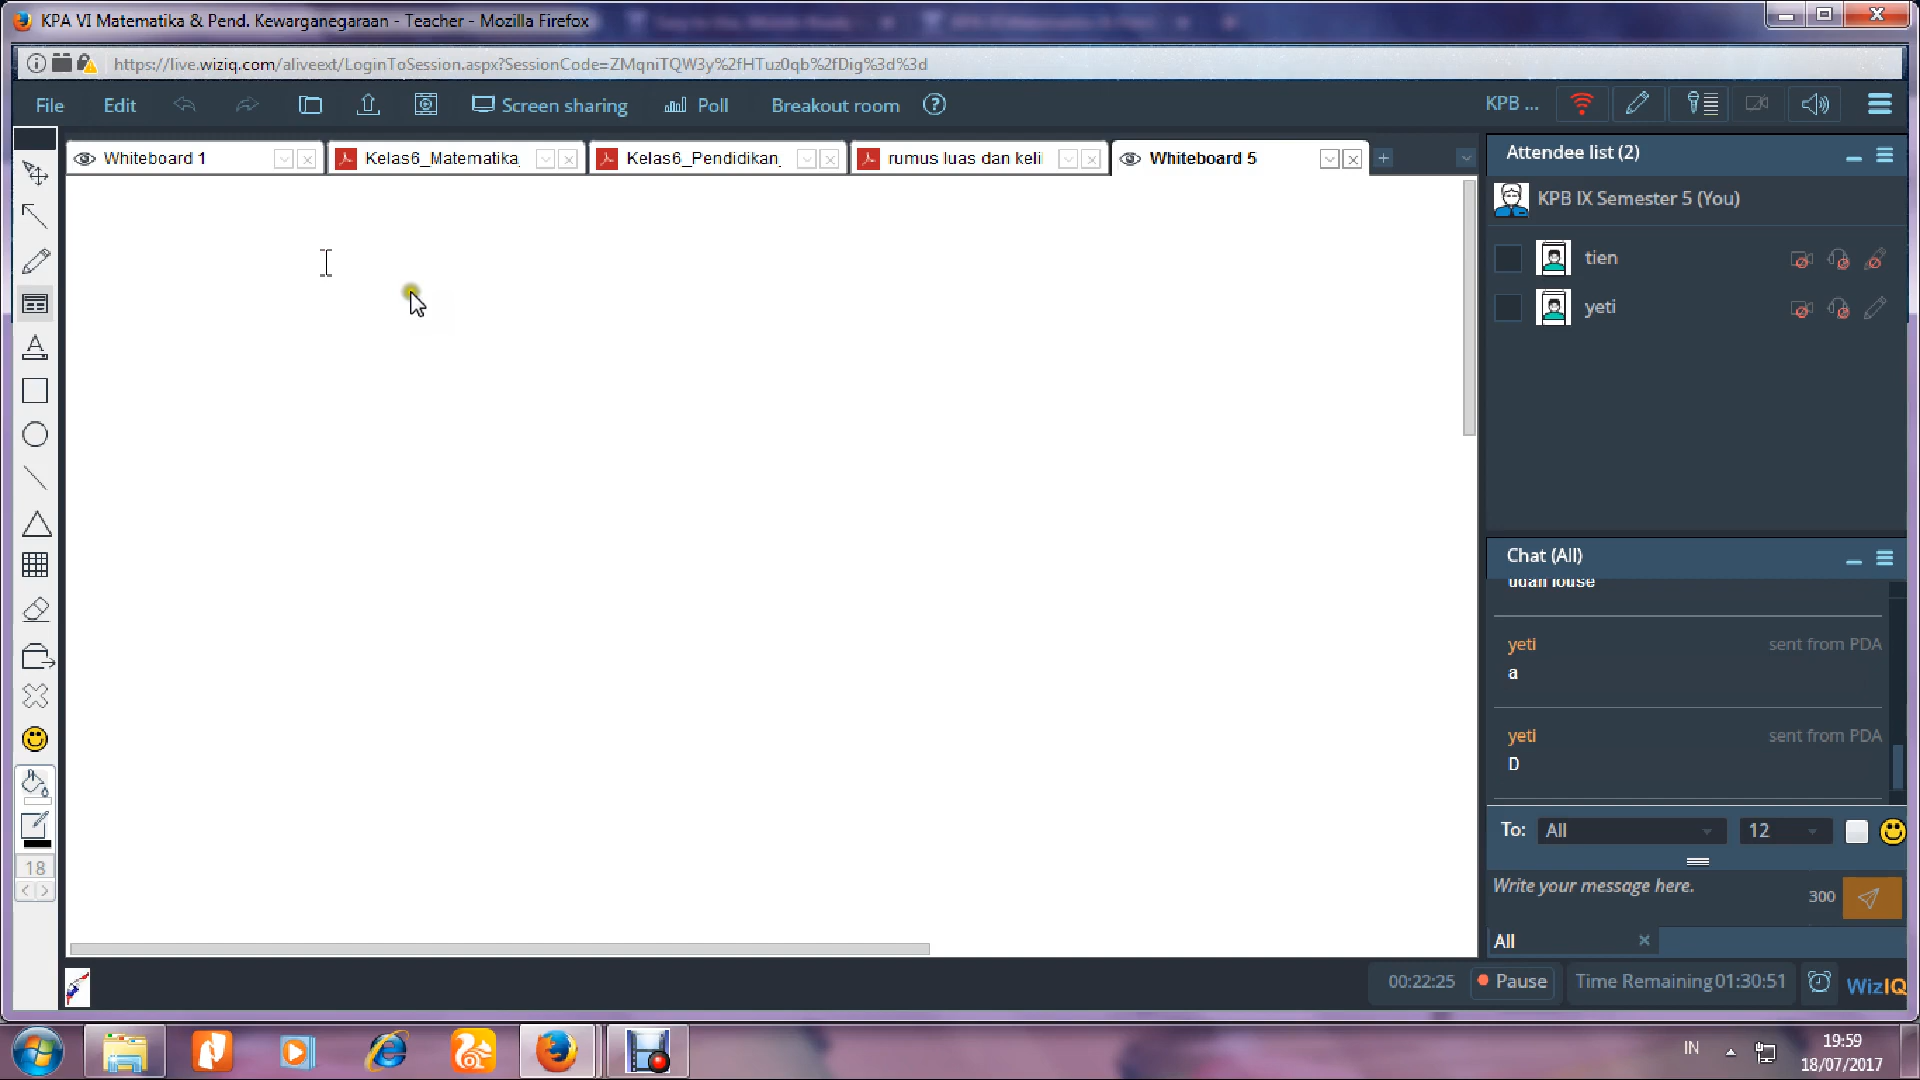 KPA VI Matematika & Pend. Kewarganegaraan - Teacher - Mozilla Firefox
https://live.wiziq.com/aliveext/LoginToSession.aspx?SessionCode=ZMqniTQW3y%2fHTuz0qb%2fDig%3d%3d
File Edit Screen sharing Poll Breakout room KPB ...
Whiteboard 1 Kelas6_Matematika_ Kelas6_Pendidikan_ rumus luas dan keli Whiteboard 5
Attendee list (2)
KPB IX Semester 5 (You)
tien
yeti
Chat (All)
yeti sent from PDA
a
yeti sent from PDA
D
To: All 12
Write your message here.
300
All
18
00:22:25 Pause Time Remaining 01:30:51 WizIQ
IN 19:59
18/07/2017